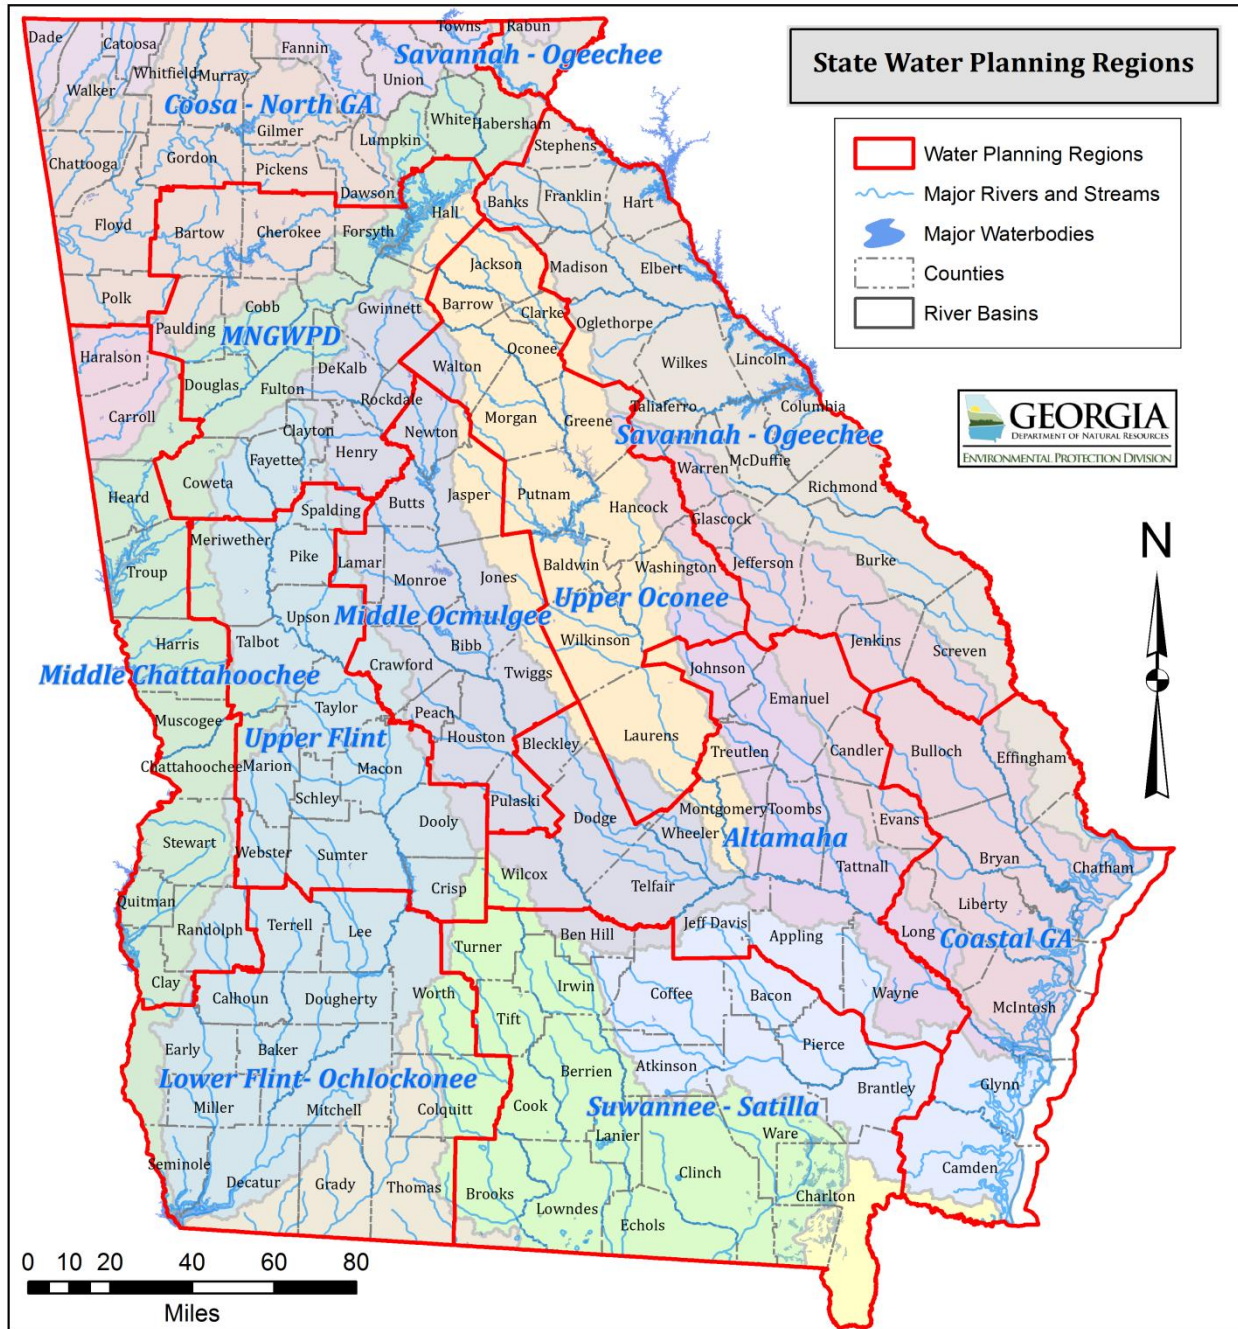 State Water Planning Regions
Water Planning Regions
Major Rivers and Streams
Major Waterbodies
Counties
River Basins
GEORGIA
DEPARTMENT OF NATURAL RESOURCES
ENVIRONMENTAL PROTECTION DIVISION
N
Dade
Catoosa
Fannin
Towns
Rabun
Savannah - Ogeechee
Union
Whitfield
Murray
Walker
Coosa - North GA
White
Habersham
Gilmer
Lumpkin
Stephens
Chattooga
Gordon
Pickens
Dawson
Banks
Franklin
Hart
Hall
Floyd
Bartow
Cherokee
Forsyth
Jackson
Madison
Elbert
Polk
Cobb
Gwinnett
Barrow
Clarke
Oglethorpe
Paulding
MNGWPD
Haralson
Oconee
Wilkes
Lincoln
DeKalb
Walton
Douglas
Fulton
Rockdale
Carroll
Morgan
Greene
Taliaferro
Columbia
Clayton
Newton
Savannah - Ogeechee
Fayette
Henry
McDuffie
Warren
Coweta
Richmond
Heard
Butts
Jasper
Putnam
Hancock
Spalding
Glascock
Meriwether
Pike
Lamar
Baldwin
Washington
Jefferson
Burke
Troup
Monroe
Jones
Upper Oconee
Upson
Middle Ocmulgee
Harris
Talbot
Bibb
Wilkinson
Jenkins
Screven
Middle Chattahoochee
Crawford
Twiggs
Johnson
Emanuel
Muscogee
Taylor
Peach
Upper Flint
Houston
Bleckley
Laurens
Treutlen
Candler
Bulloch
Effingham
Chattahoochee
Marion
Macon
Schley
Pulaski
Montgomery
Toombs
Dooly
Dodge
Wheeler
Altamaha
Evans
Stewart
Webster
Sumter
Tattnall
Bryan
Chatham
Crisp
Wilcox
Telfair
Quitman
Liberty
Randolph
Terrell
Lee
Ben Hill
Jeff Davis
Appling
Long
Coastal GA
Turner
Clay
Calhoun
Dougherty
Worth
Irwin
Coffee
Bacon
Wayne
McIntosh
Tift
Early
Baker
Pierce
Atkinson
Berrien
Lower Flint- Ochlockonee
Brantley
Glynn
Miller
Mitchell
Colquitt
Cook
Suwannee - Satilla
Lanier
Ware
Seminole
Clinch
Camden
Decatur
Grady
Thomas
Brooks
Charlton
Lowndes
Echols
0 10 20 40 60 80
Miles